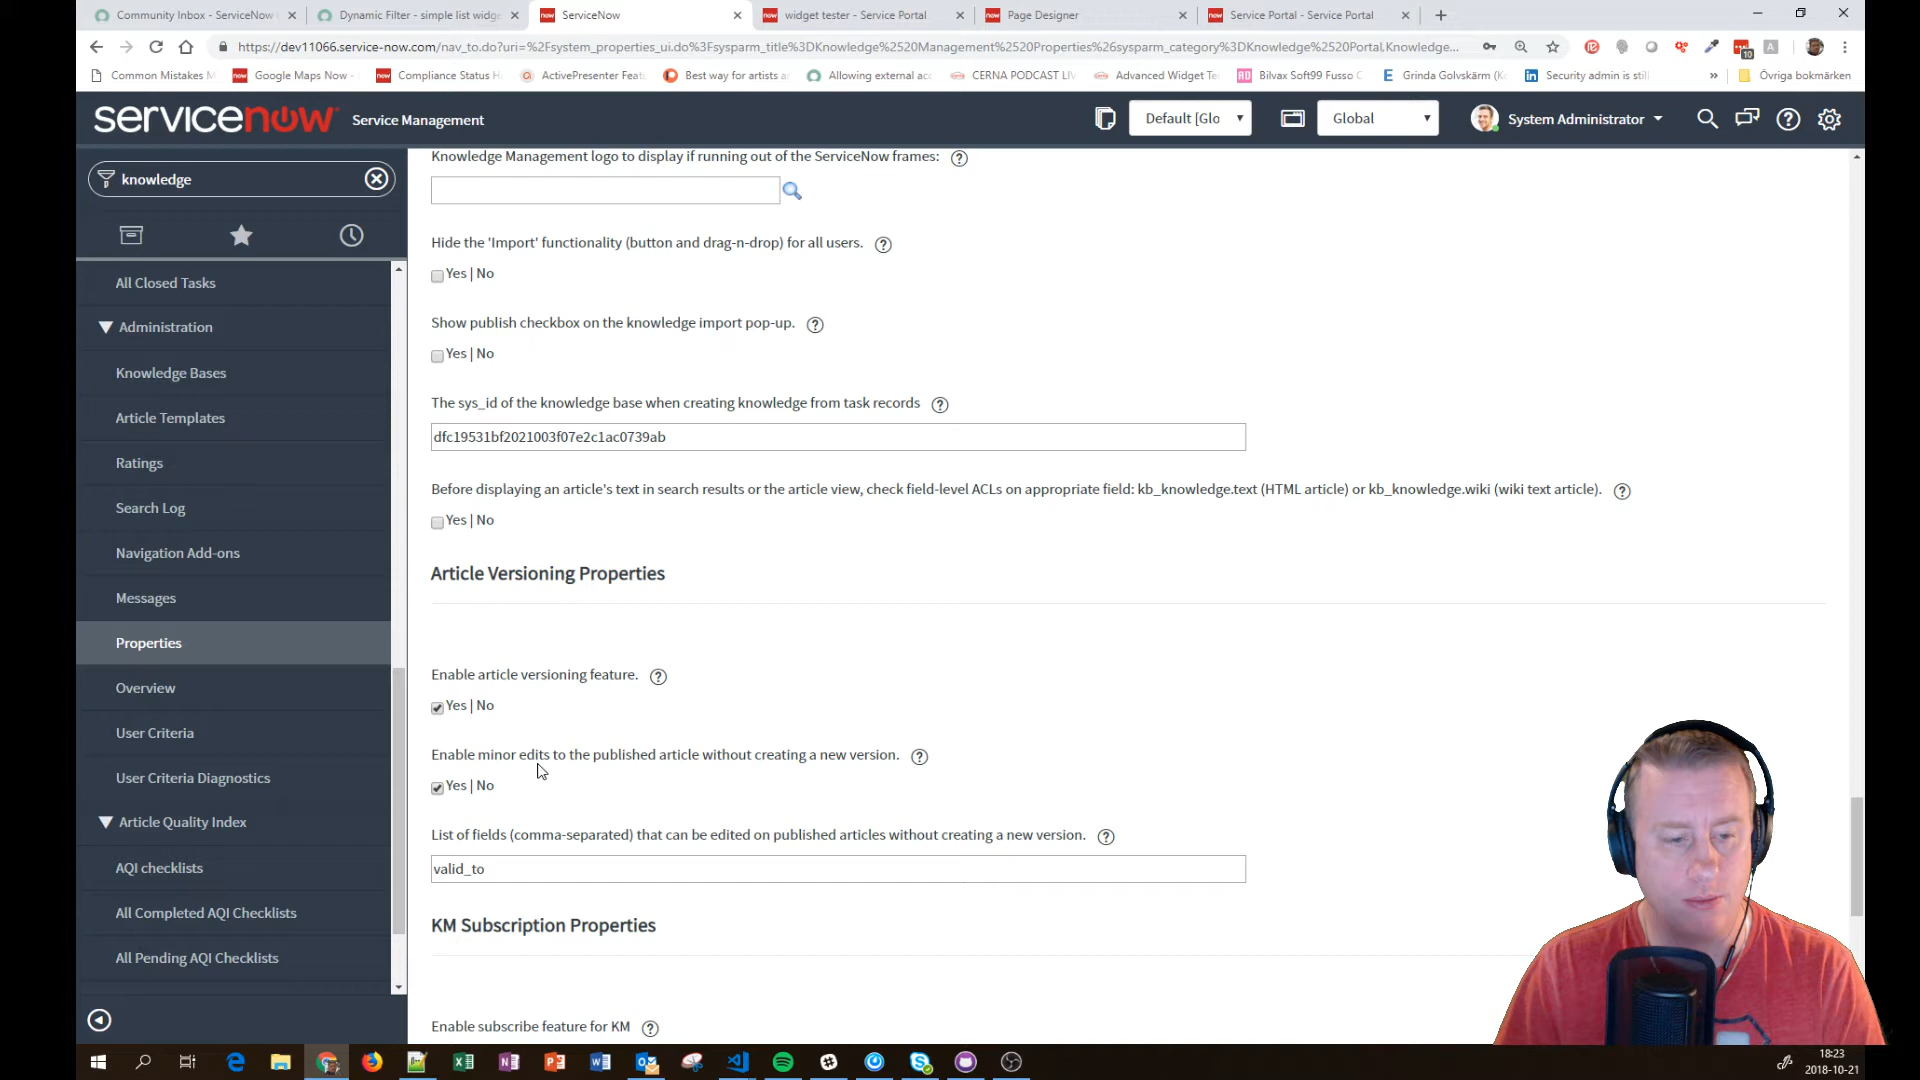 Community Inbox - ServiceNow
Dynamic Filter - simple list widge
ServiceNow
widget tester - Service Portal
Page Designer
Service Portal - Service Portal
https://dev11066.service-now.com/nav_to.do?uri=%2Fsystem_properties_ui.do%3Fsysparm_title%3DKnowledge%2520Management%2520Properties%26sysparm_category%3DKnowledge%2520Portal,Knowledge...
Common Mistakes M
Google Maps Now -
Compliance Status H
ActivePresenter Feat
Best way for artists a
Allowing external acc
CERNA PODCAST LIV
Advanced Widget Te
Bilvax Soft99 Fusso C
Grinda Golvskärm (K
Security admin is still
Övriga bokmärken
servicenow Service Management
Default [Glo
Global
System Administrator
knowledge
All Closed Tasks
Administration
Knowledge Bases
Article Templates
Ratings
Search Log
Navigation Add-ons
Messages
Properties
Overview
User Criteria
User Criteria Diagnostics
Article Quality Index
AQI checklists
All Completed AQI Checklists
All Pending AQI Checklists
Knowledge Management logo to display if running out of the ServiceNow frames:
Hide the 'Import' functionality (button and drag-n-drop) for all users.
Yes | No
Show publish checkbox on the knowledge import pop-up.
Yes | No
The sys_id of the knowledge base when creating knowledge from task records
dfc19531bf2021003f07e2c1ac0739ab
Before displaying an article's text in search results or the article view, check field-level ACLs on appropriate field: kb_knowledge.text (HTML article) or kb_knowledge.wiki (wiki text article).
Yes | No
Article Versioning Properties
Enable article versioning feature.
Yes | No
Enable minor edits to the published article without creating a new version.
Yes | No
List of fields (comma-separated) that can be edited on published articles without creating a new version.
valid_to
KM Subscription Properties
Enable subscribe feature for KM
18:23
2018-10-21